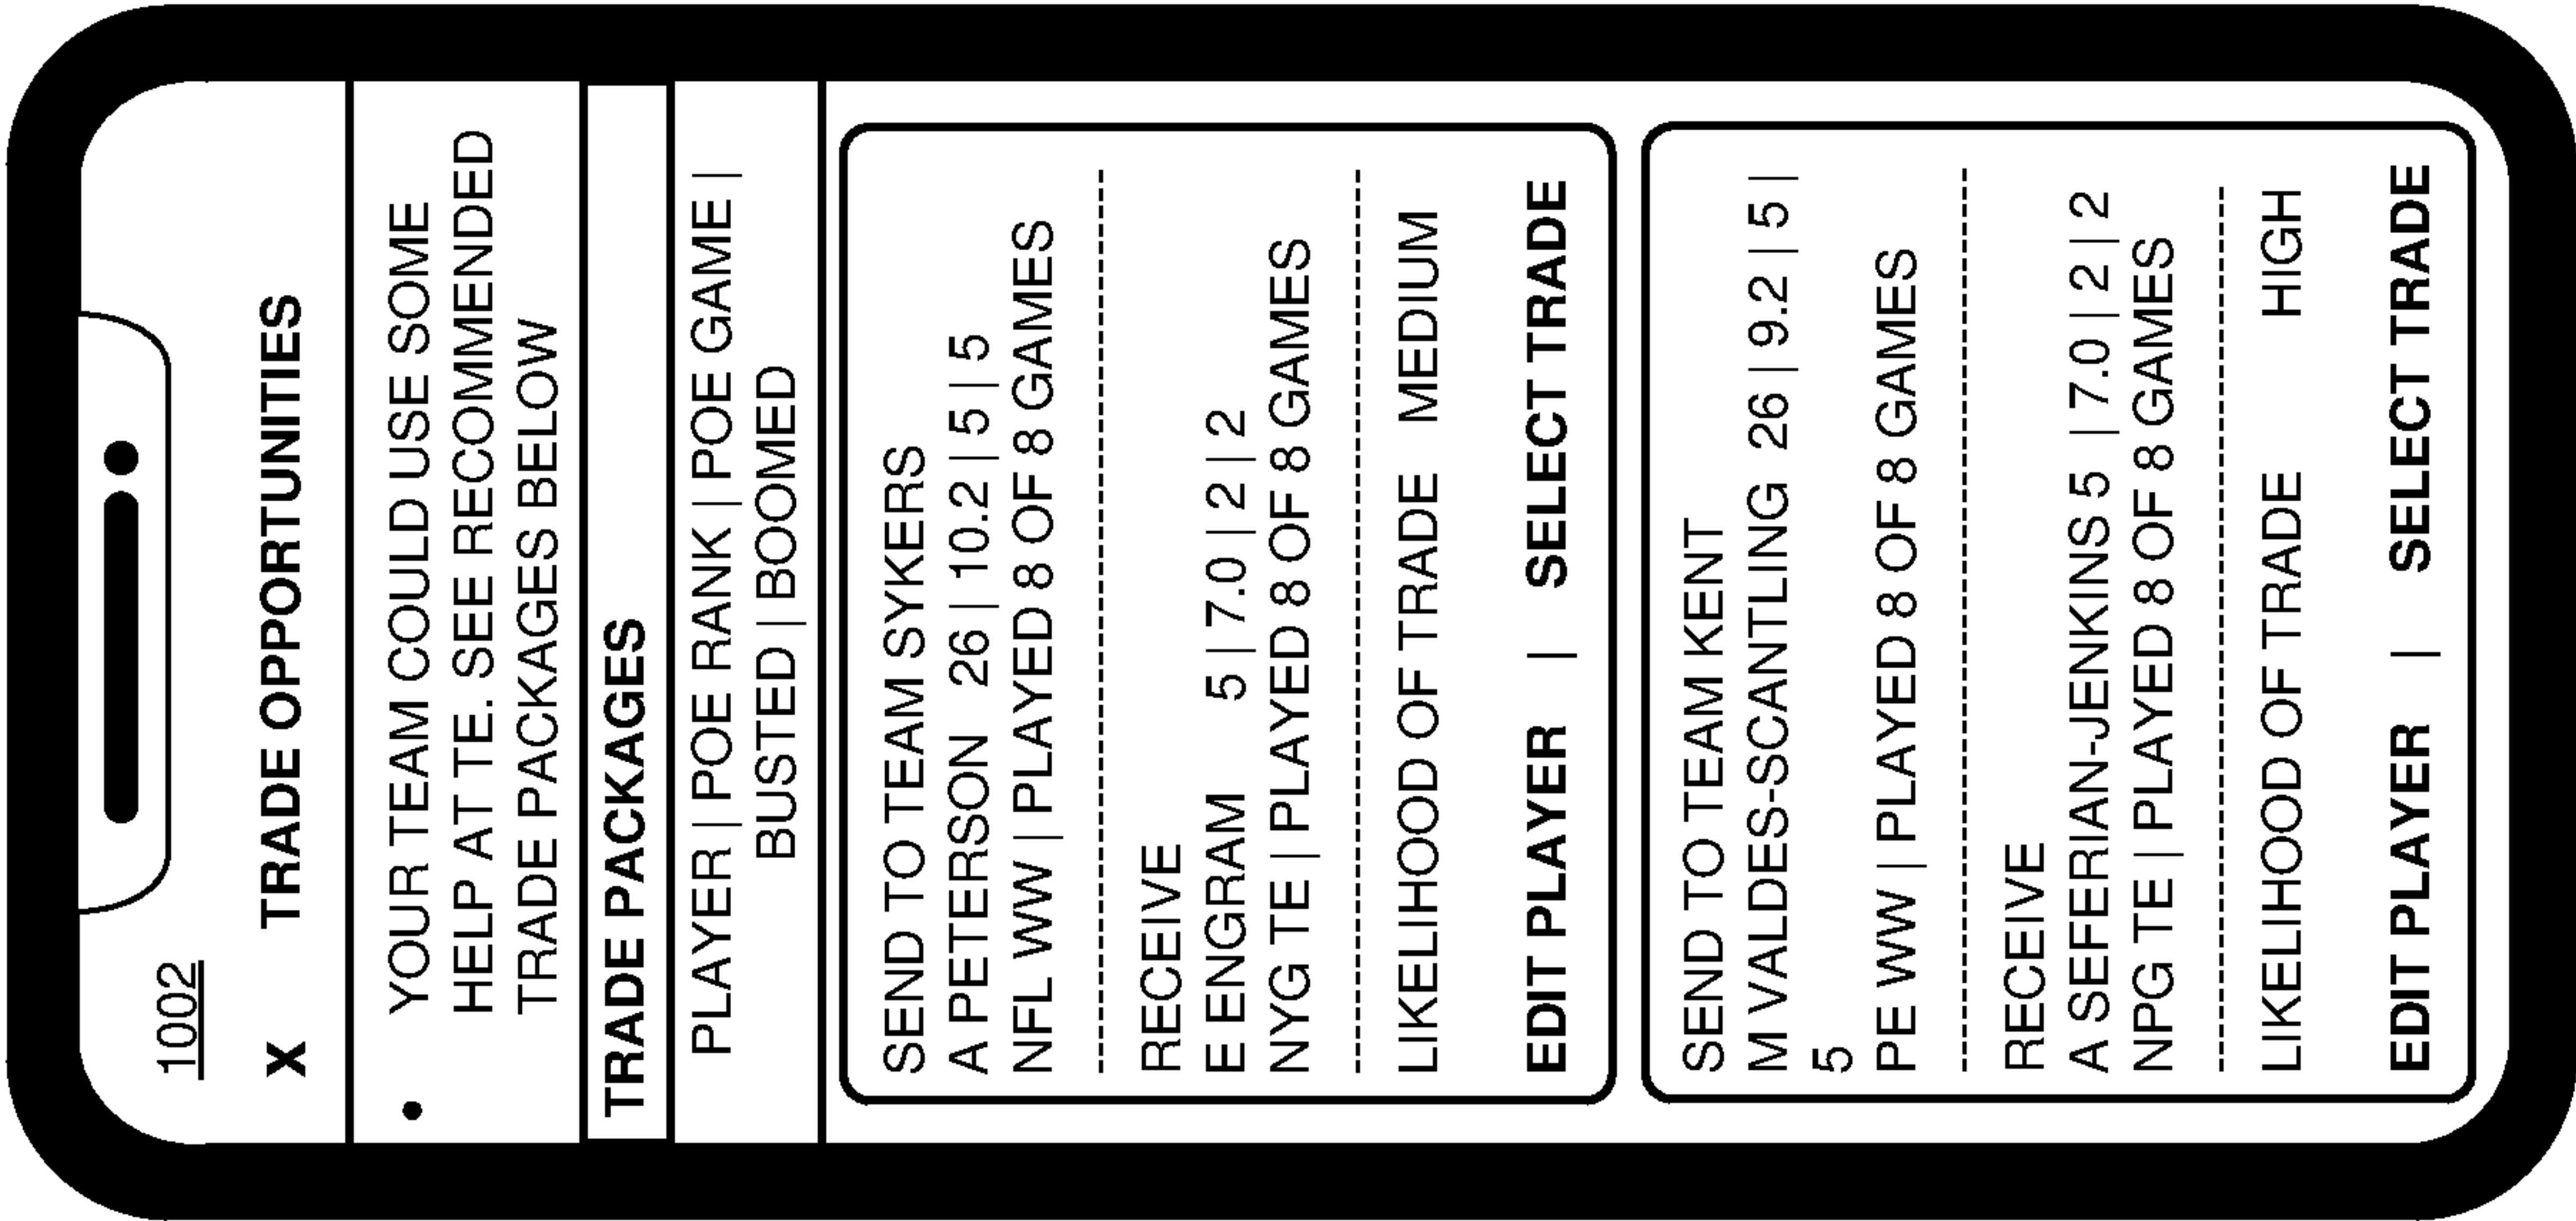 1002
X TRADE OPPORTUNITIES
• YOUR TEAM COULD USE SOME
HELP AT TE. SEE RECOMMENDED
TRADE PACKAGES BELOW
TRADE PACKAGES
PLAYER | POE RANK | POE GAME |
BUSTED | BOOMED
SEND TO TEAM SYKERS
A PETERSON 26 | 10.2 | 5 | 5
NFL WW | PLAYED 8 OF 8 GAMES
RECEIVE
E ENGRAM 5 | 7.0 | 2 | 2
NYG TE | PLAYED 8 OF 8 GAMES
LIKELIHOOD OF TRADE MEDIUM
EDIT PLAYER | SELECT TRADE
SEND TO TEAM KENT
M VALDES-SCANTLING 26 | 9.2 | 5 |
5
PE WW | PLAYED 8 OF 8 GAMES
RECEIVE
A SEFERIAN-JENKINS 5 | 7.0 | 2 | 2
NPG TE | PLAYED 8 OF 8 GAMES
LIKELIHOOD OF TRADE HIGH
EDIT PLAYER | SELECT TRADE